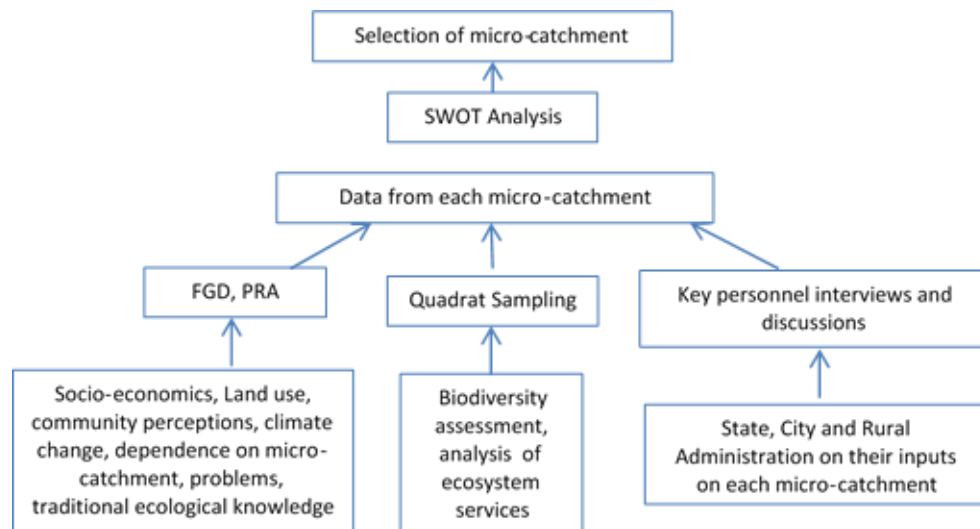 Selection of micro-catchment
SWOT Analysis
Data from each micro-catchment
FGD, PRA
Quadrat Sampling
Key personnel interviews and
discussions
Socio-economics, Land use,
community perceptions, climate
change, dependence on micro-
catchment, problems,
traditional ecological knowledge
Biodiversity
assessment,
analysis of
ecosystem
services
State, City and Rural
Administration on their inputs
on each micro-catchment